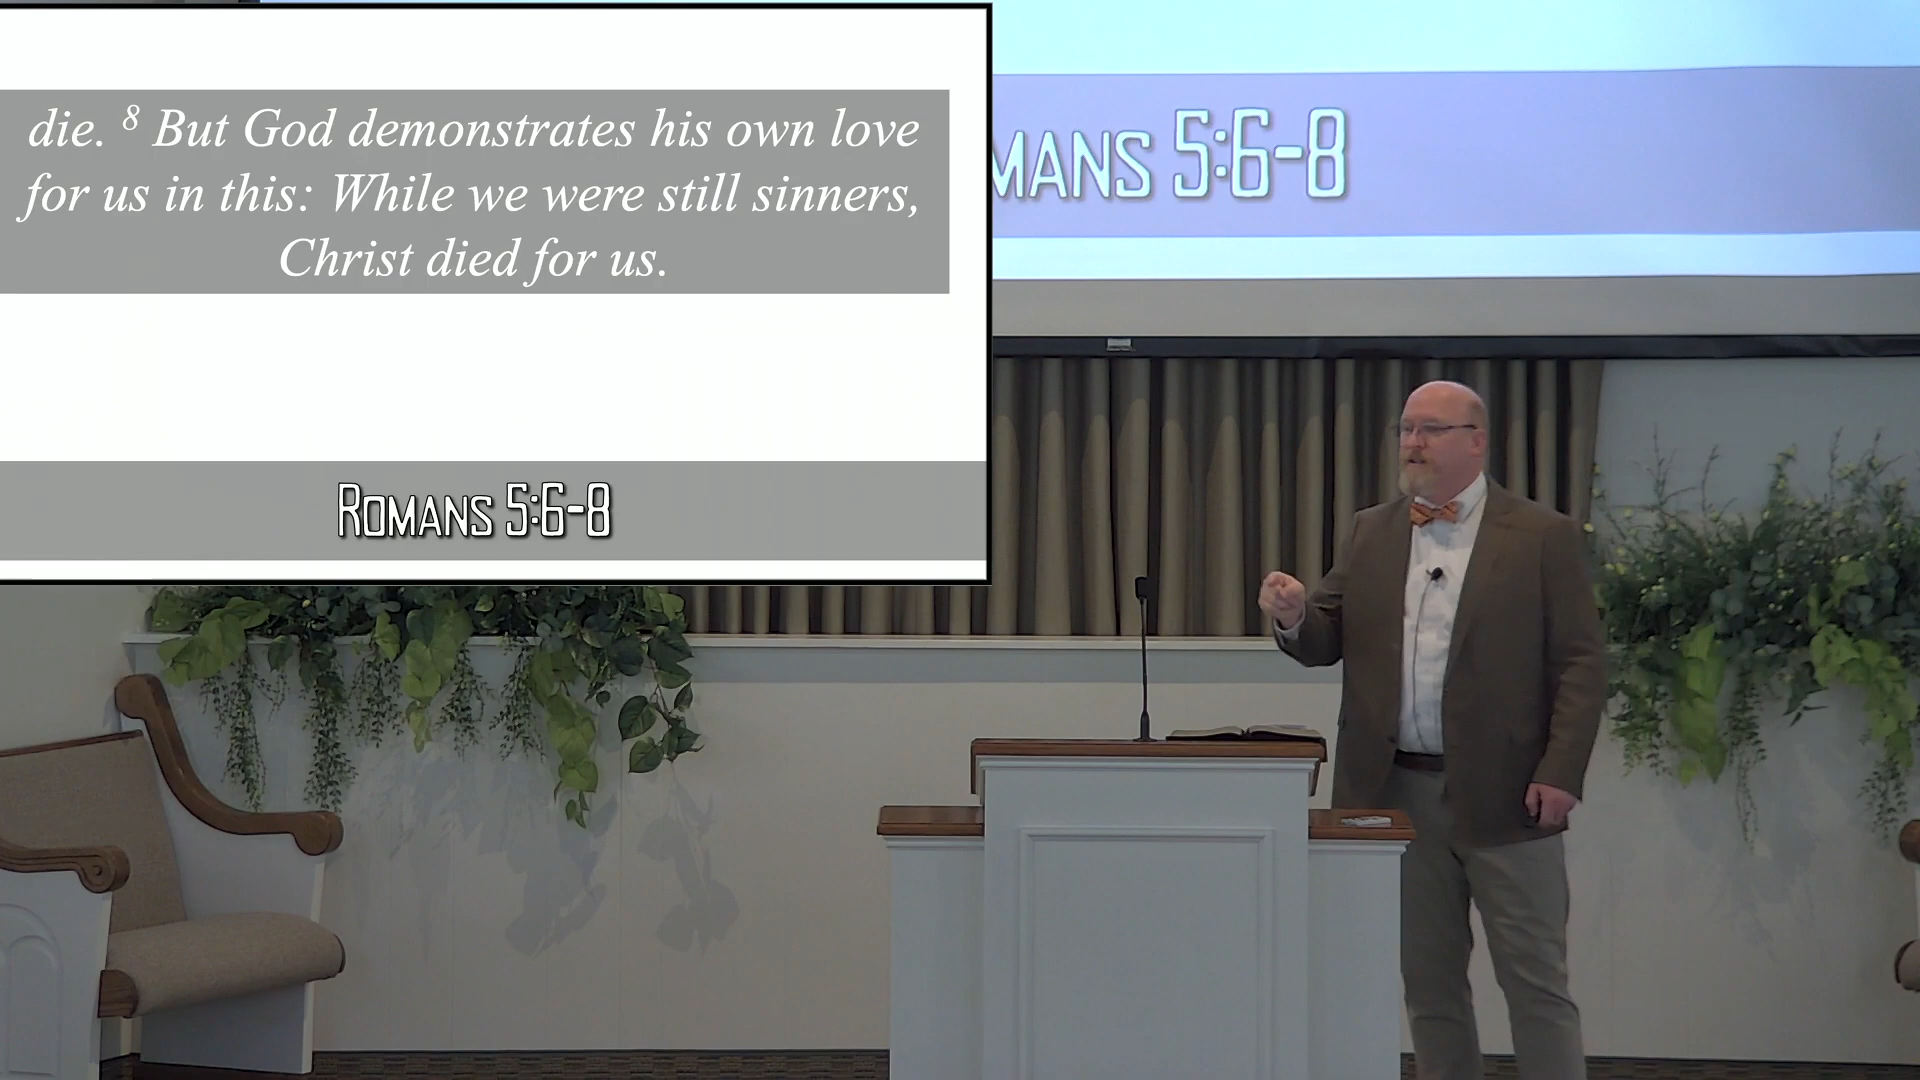 die. 8 But God demonstrates his own love
for us in this: While we were still sinners,
Christ died for us.
Romans 5:6-8
mans 5:6-8